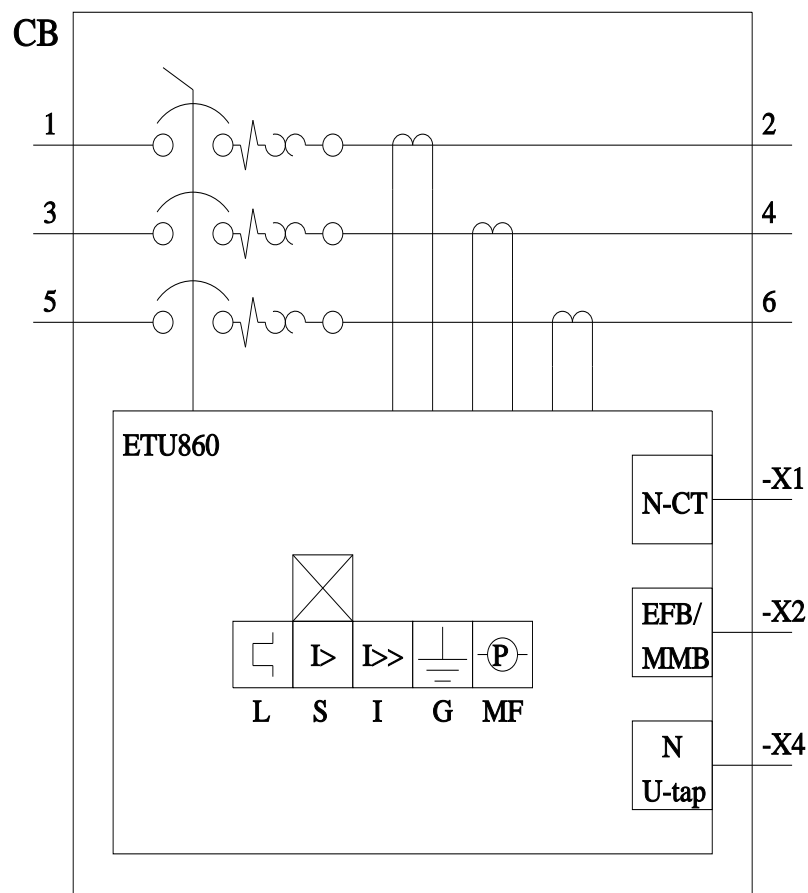 CB
1
2
3
4
5
6
ETU860
N-CT
-X1
EFB/
MMB
-X2
I> I>> P
L S I G MF
N
U-tap
-X4